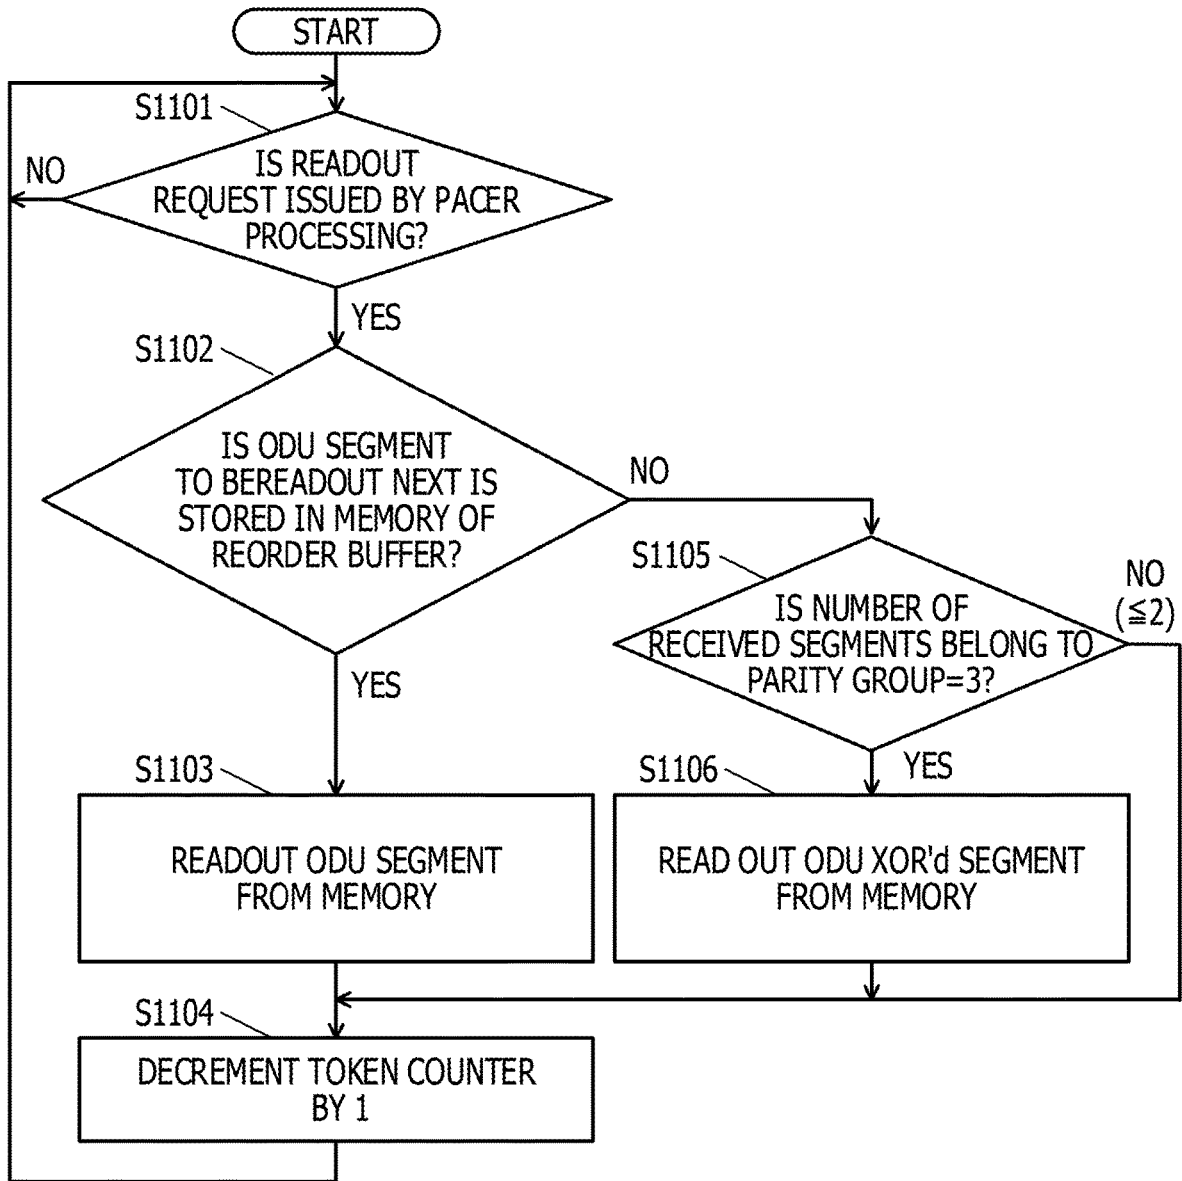 START
S1101
IS READOUT
REQUEST ISSUED BY PACER
PROCESSING?
NO
YES
S1102
IS ODU SEGMENT
TO BEREADOUT NEXT IS
STORED IN MEMORY OF
REORDER BUFFER?
NO
YES
S1105
IS NUMBER OF
RECEIVED SEGMENTS BELONG TO
PARITY GROUP=3?
NO
(≦2)
YES
S1103
READOUT ODU SEGMENT
FROM MEMORY
S1106
READ OUT ODU XOR'd SEGMENT
FROM MEMORY
S1104
DECREMENT TOKEN COUNTER
BY 1